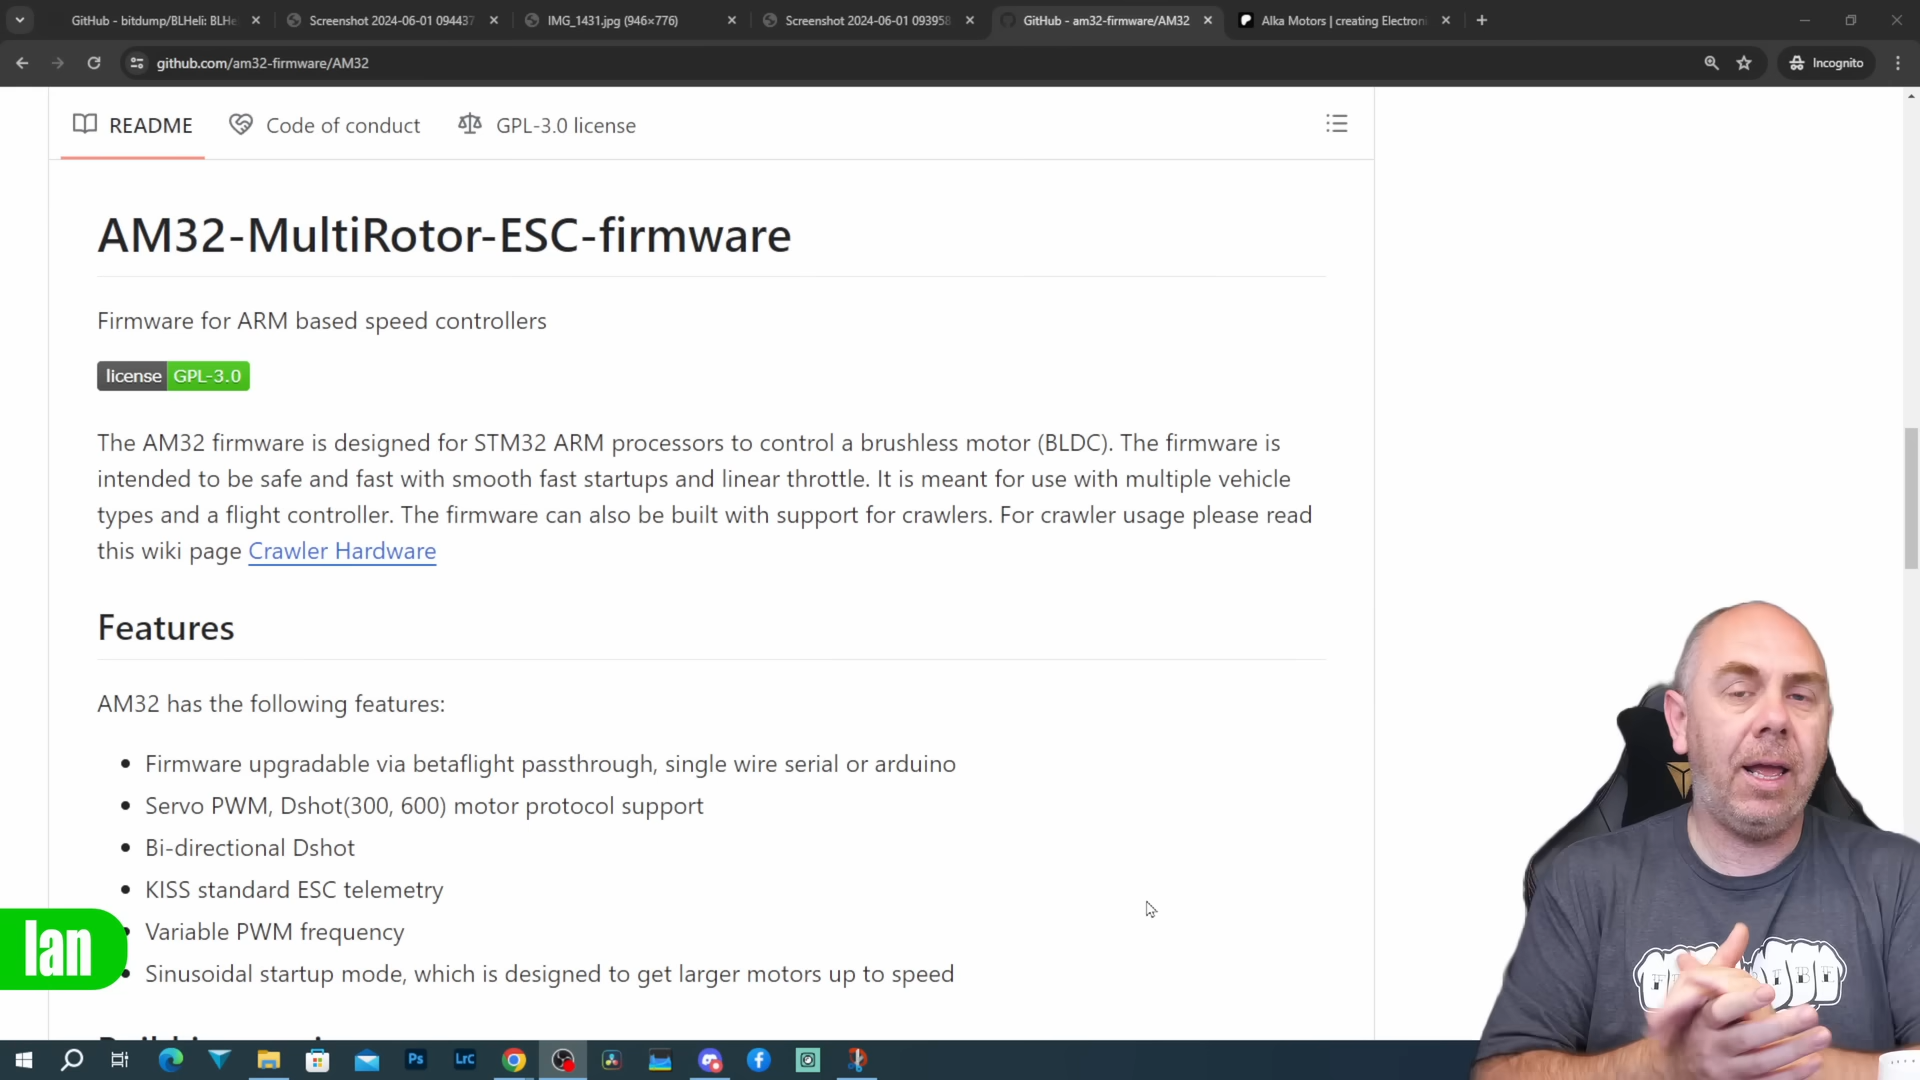 GitHub - bitdump/BLHeli: BLHe
Screenshot 2024-06-01 094437
IMG_1431.jpg (946×776)
Screenshot 2024-06-01 093958
GitHub - am32-firmware/AM32
Alka Motors | creating Electroni
github.com/am32-firmware/AM32
Incognito
README
Code of conduct
GPL-3.0 license
AM32-MultiRotor-ESC-firmware
Firmware for ARM based speed controllers
license GPL-3.0
The AM32 firmware is designed for STM32 ARM processors to control a brushless motor (BLDC). The firmware is
intended to be safe and fast with smooth fast startups and linear throttle. It is meant for use with multiple vehicle
types and a flight controller. The firmware can also be built with support for crawlers. For crawler usage please read
this wiki page Crawler Hardware
Features
AM32 has the following features:
Firmware upgradable via betaflight passthrough, single wire serial or arduino
Servo PWM, Dshot(300, 600) motor protocol support
Bi-directional Dshot
KISS standard ESC telemetry
Variable PWM frequency
Sinusoidal startup mode, which is designed to get larger motors up to speed
Ian
Ps
LrC